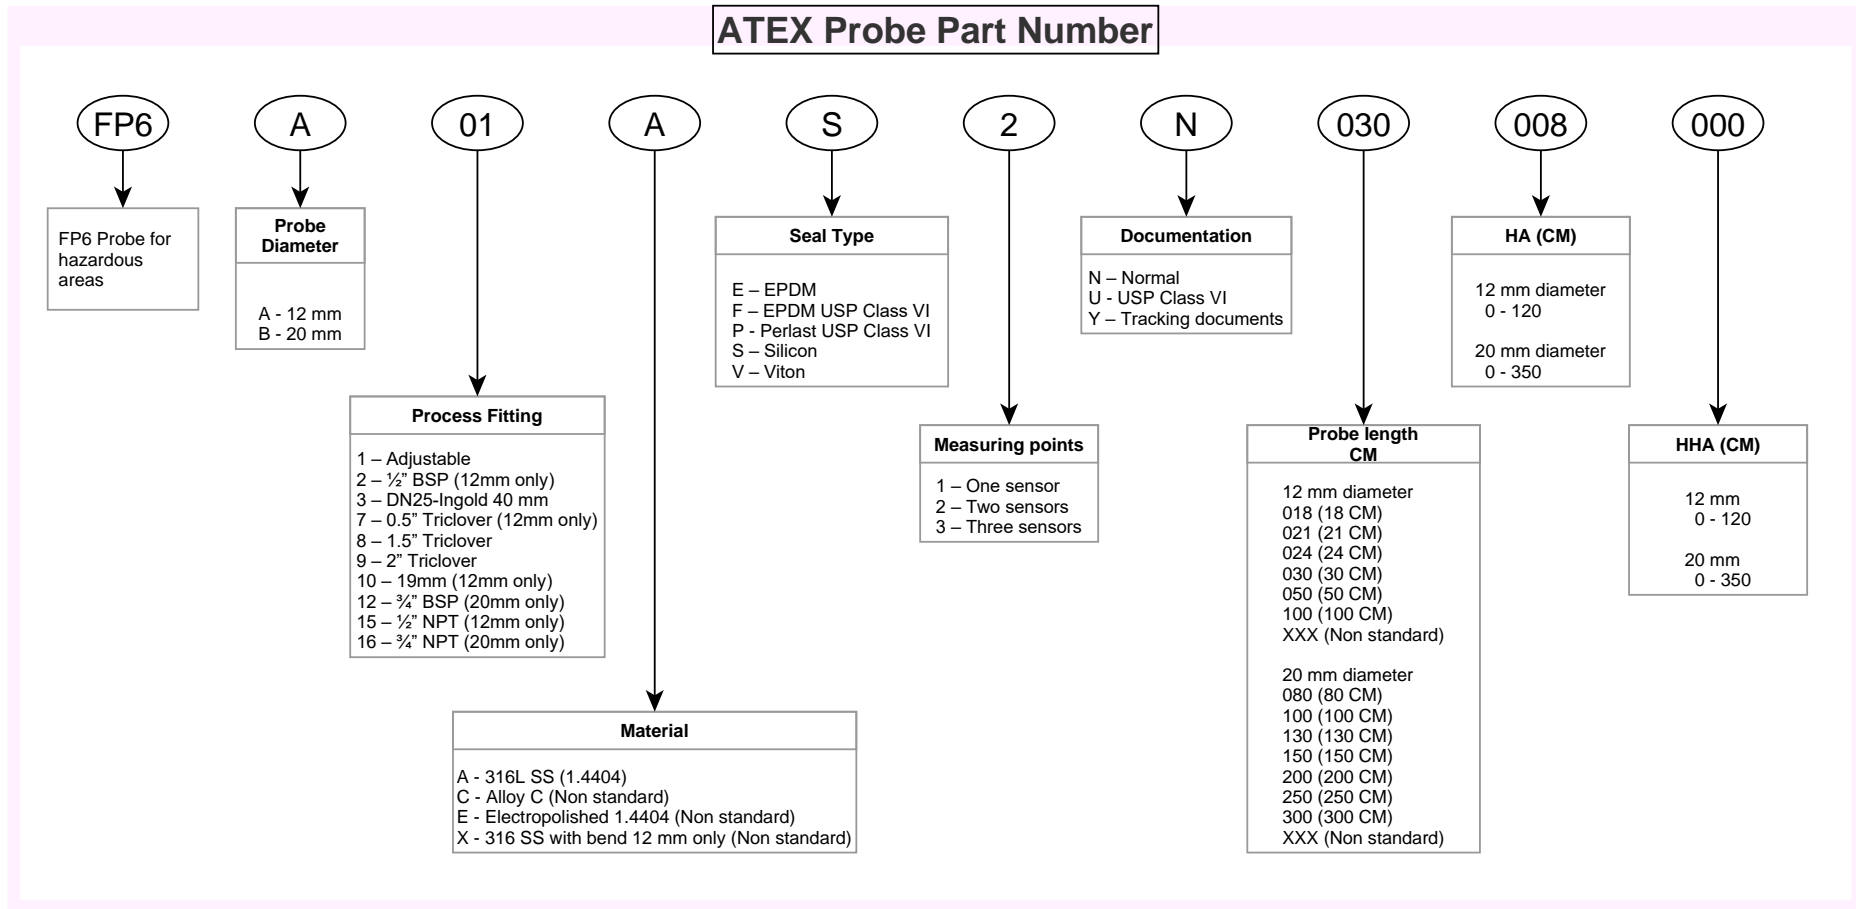 ATEX Probe Part Number
FP6
A
01
A
S
2
N
030
008
000
FP6 Probe for
hazardous
areas
Probe
Diameter
A - 12 mm
B - 20 mm
Process Fitting
1 – Adjustable
2 – ½” BSP (12mm only)
3 – DN25-Ingold 40 mm
7 – 0.5” Triclover (12mm only)
8 – 1.5” Triclover
9 – 2” Triclover
10 – 19mm (12mm only)
12 – ¾” BSP (20mm only)
15 – ½” NPT (12mm only)
16 – ¾” NPT (20mm only)
Material
A - 316L SS (1.4404)
C - Alloy C (Non standard)
E - Electropolished 1.4404 (Non standard)
X - 316 SS with bend 12 mm only (Non standard)
Seal Type
E – EPDM
F – EPDM USP Class VI
P - Perlast USP Class VI
S – Silicon
V – Viton
Measuring points
1 – One sensor
2 – Two sensors
3 – Three sensors
Documentation
N – Normal
U - USP Class VI
Y – Tracking documents
Probe length
CM
12 mm diameter
018 (18 CM)
021 (21 CM)
024 (24 CM)
030 (30 CM)
050 (50 CM)
100 (100 CM)
XXX (Non standard)
20 mm diameter
080 (80 CM)
100 (100 CM)
130 (130 CM)
150 (150 CM)
200 (200 CM)
250 (250 CM)
300 (300 CM)
XXX (Non standard)
HA (CM)
12 mm diameter
0 - 120
20 mm diameter
0 - 350
HHA (CM)
12 mm
0 - 120
20 mm
0 - 350